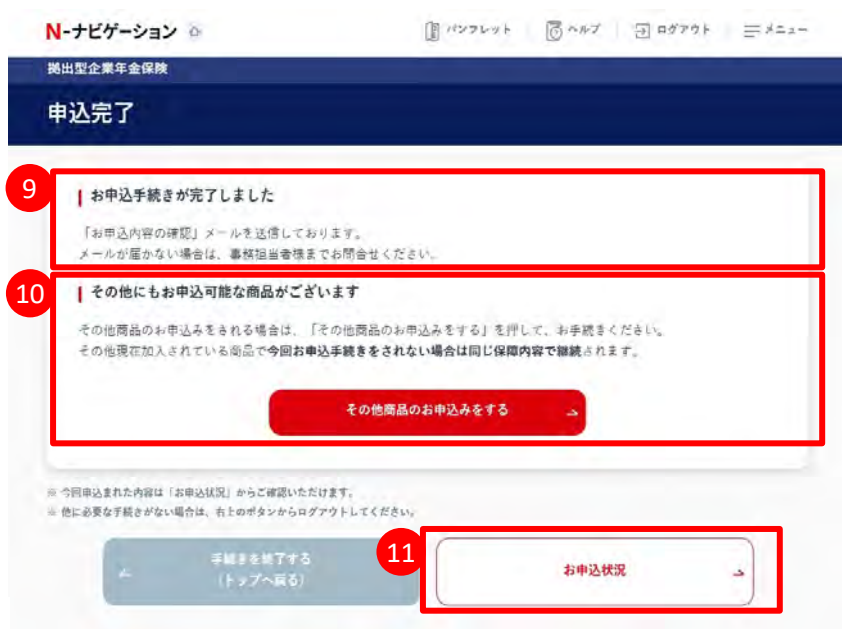 N-ナビゲーション
パンフレット
ヘルプ
ログアウト
メニュー
拠出型企業年金保険
申込完了
9
お申込手続きが完了しました
「お申込内容の確認」メールを送信しております。
メールが届かない場合は、事務担当者様までお問合せください。
10
その他にもお申込可能な商品がございます
その他商品のお申込みをされる場合は、「その他商品のお申込みをする」を押して、お手続きください。
その他現在加入されている商品で今回お申込手続きをされない場合は同じ保障内容で継続されます。
その他商品のお申込みをする
※ 今回申込まれた内容は「お申込状況」からご確認いただけます。
※ 他に必要な手続きがない場合は、右上のボタンからログアウトしてください。
手続きを終了する
(トップへ戻る)
11
お申込状況